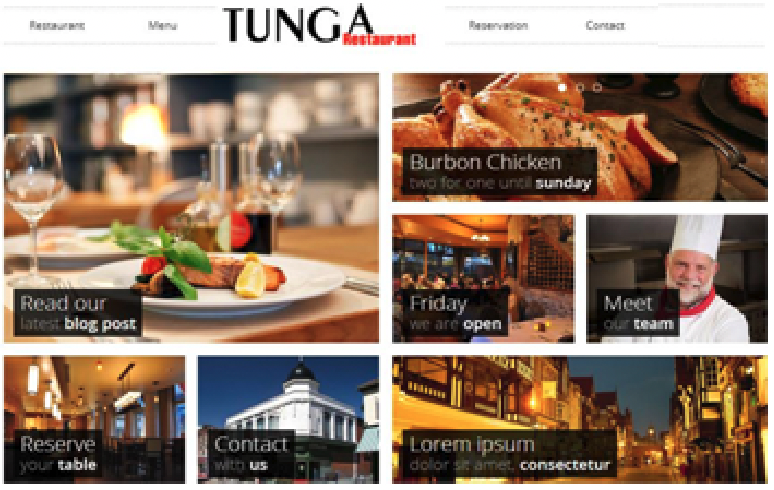 Restaurant
Menu
TUNGA
Restaurant
Reservation
Contact
Burbon Chicken
two for one until sunday
Read our
latest blog post
Friday
we are open
Meet
our team
Reserve
your table
Contact
with us
Lorem ipsum
dolor sit amet, consectetur